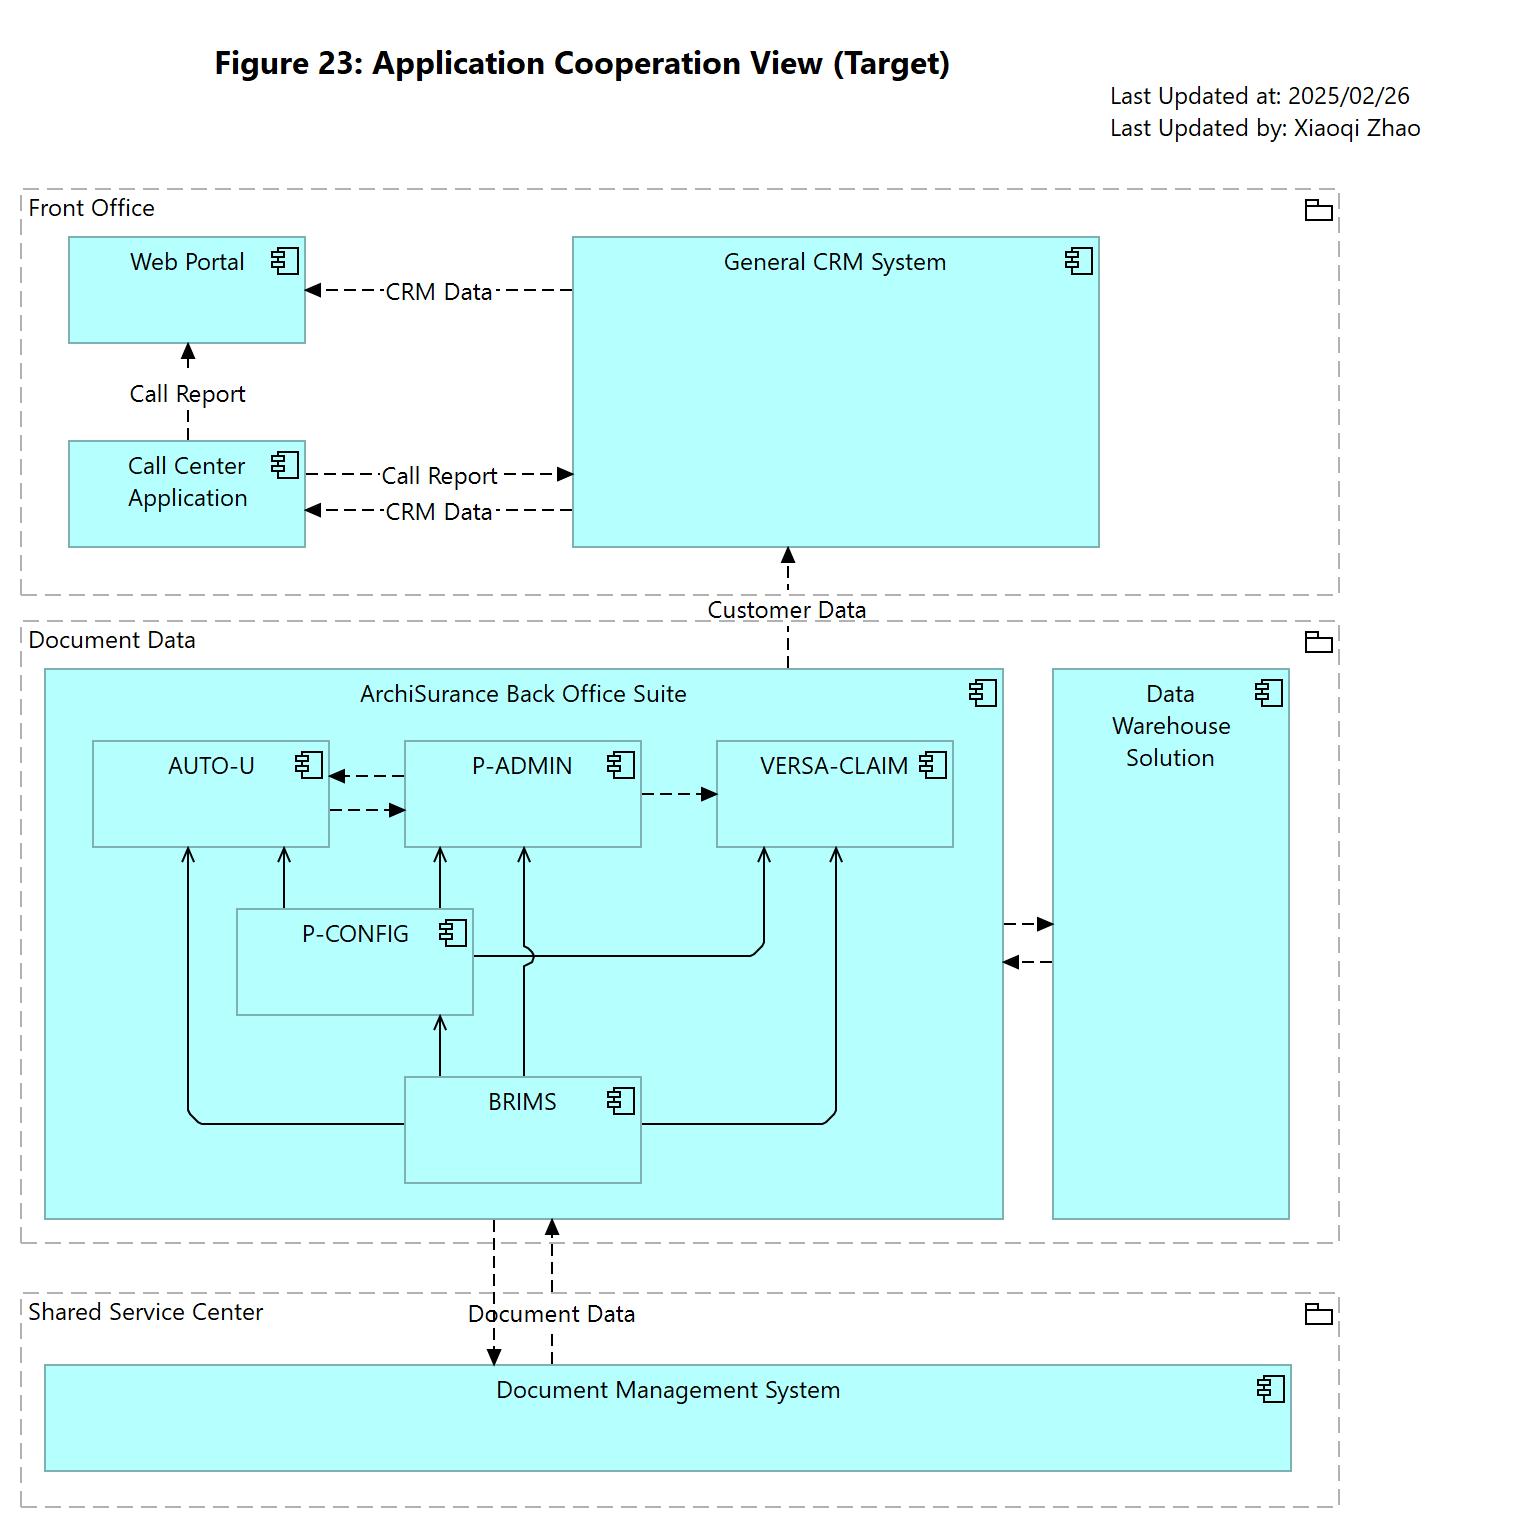 Figure 23: Application Cooperation View (Target)
Last Updated at: 2025/02/26
Last Updated by: Xiaoqi Zhao
Front Office
Web Portal
General CRM System
CRM Data
Call Report
Call Center
Application
Call Report
CRM Data
Customer Data
Document Data
ArchiSurance Back Office Suite
Data
Warehouse
Solution
AUTO-U
P-ADMIN
VERSA-CLAIM
P-CONFIG
BRIMS
Shared Service Center
Document Data
Document Management System